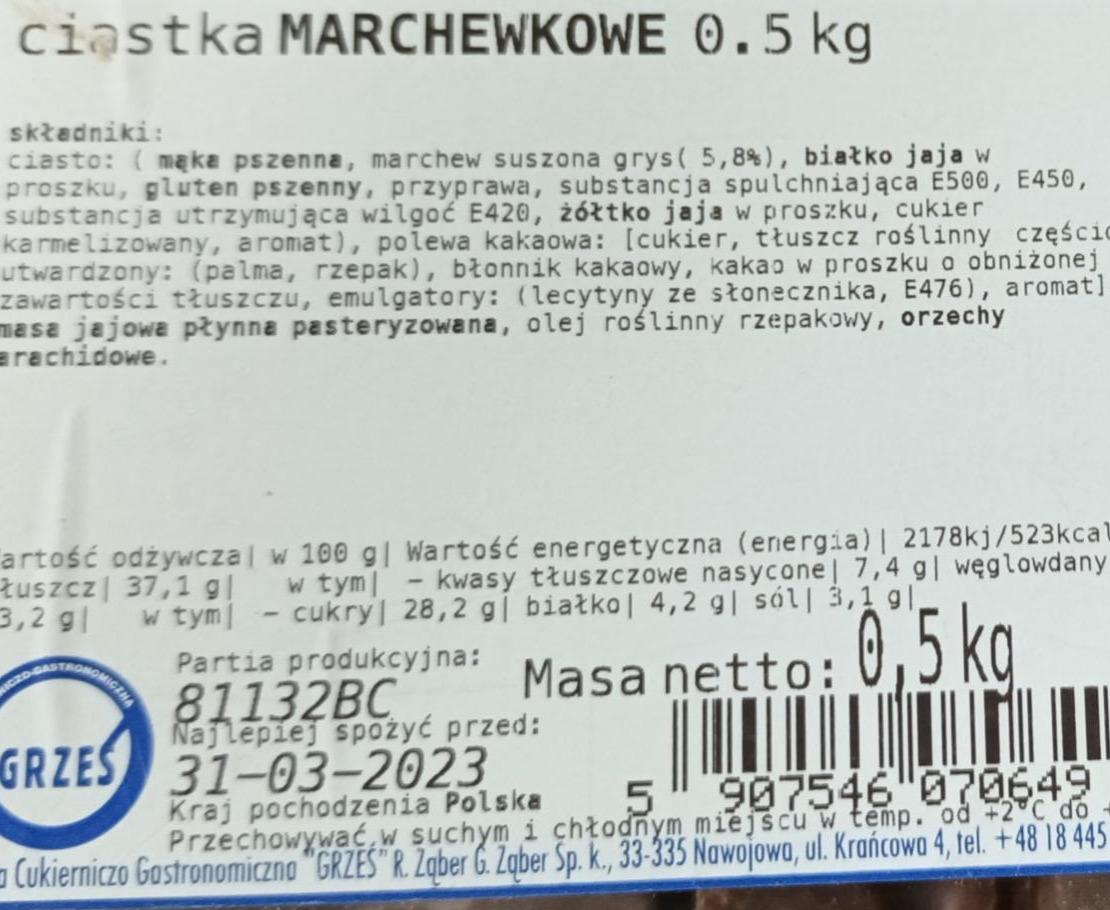 ciastka MARCHEWKOWE 0.5 kg
składniki:
ciasto: ( mąka pszenna, marchew suszona grys( 5,8%), białko jaja w
proszku, gluten pszenny, przyprawa, substancja spulchniająca E500, E450,
substancja utrzymująca wilgoć E420, żółtko jaja w proszku, cukier
karmelizowany, aromat), polewa kakaowa: [cukier, tłuszcz roślinny częścio
utwardzony: (palma, rzepak), błonnik kakaowy, kakao w proszku o obniżonej
zawartości tłuszczu, emulgatory: (lecytyny ze słonecznika, E476), aromat]
masa jajowa płynna pasteryzowana, olej roślinny rzepakowy, orzechy
arachidowe.
artość odżywcza| w 100 g| Wartość energetyczna (energia)| 2178kj/523kcal
tłuszcz| 37,1 g| w tym| – kwasy tłuszczowe nasycone| 7,4 g| węglowdany
3,2 g| w tym| – cukry| 28,2 g| białko| 4,2 g| sól| 3,1 g|
Partia produkcyjna:
81132BC
Masa netto: 0,5 kg
Najlepiej spożyć przed:
31–03–2023
GRZEŚ
Kraj pochodzenia Polska
5 907546 070649
Przechowywać w suchym i chłodnym miejscu w temp. od +2°C do
Cukierniczo Gastronomiczna "GRZEŚ" R. Ząber G. Ząber Sp. k., 33-335 Nawojowa, ul. Krańcowa 4, tel. +48 18 445